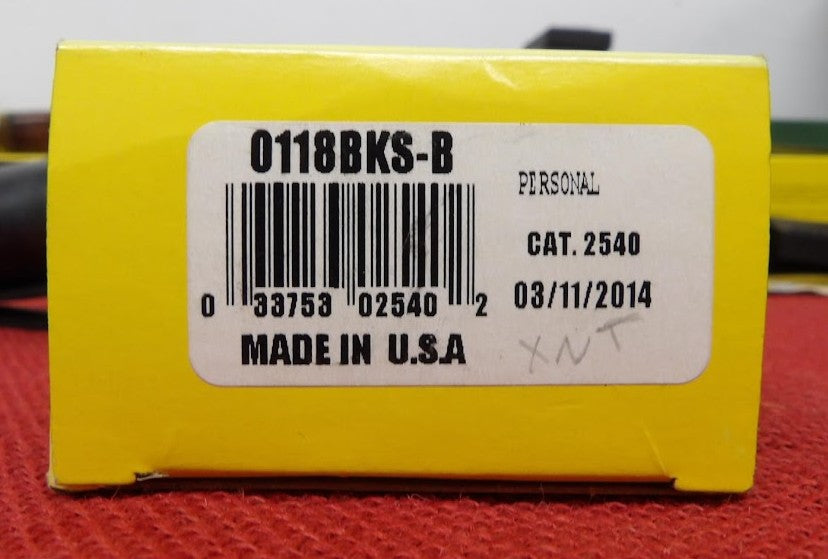 0118BKS-B
0 33753 02540 2
MADE IN U.S.A
PERSONAL
CAT. 2540
03/11/2014
XNT